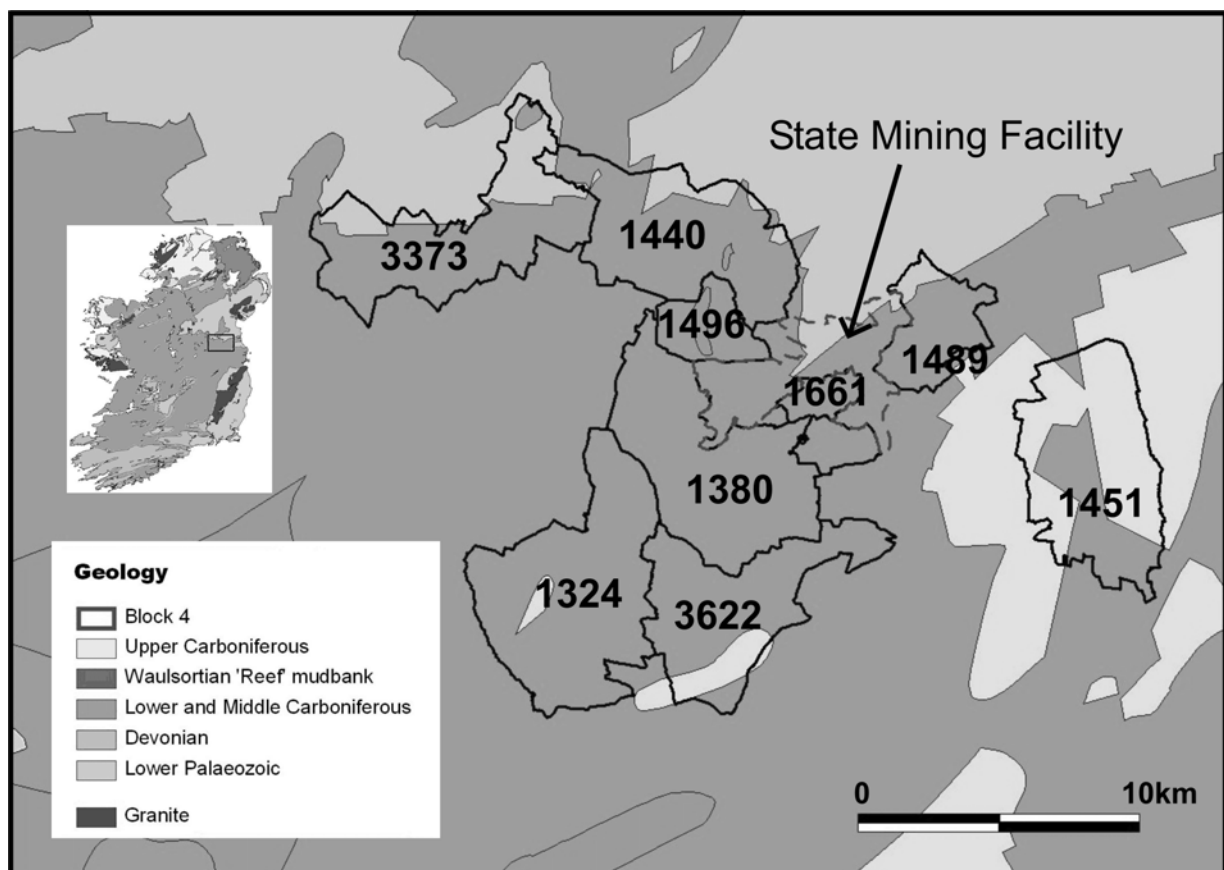 State Mining Facility
1440
3373
1496
1489
1661
1380
1451
1324
3622
Geology
Block 4
Upper Carboniferous
Waulsortian 'Reef' mudbank
Lower and Middle Carboniferous
Devonian
Lower Palaeozoic
Granite
0 10km